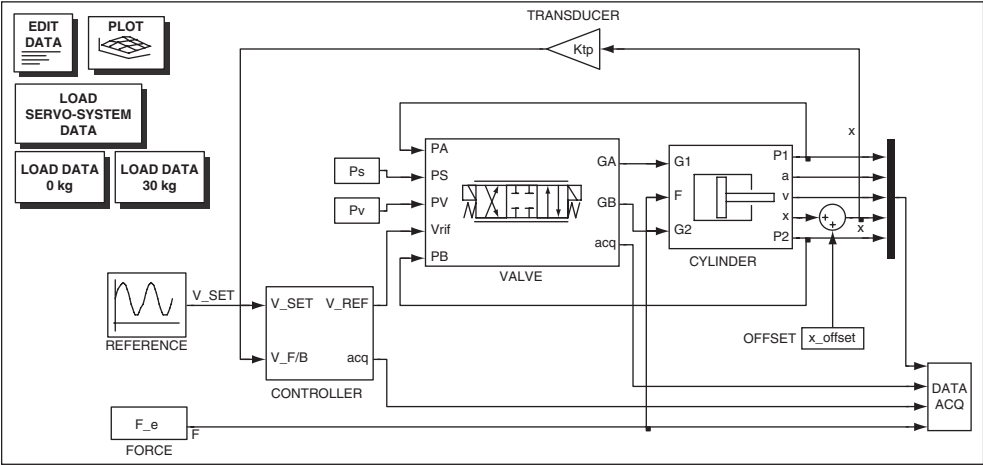 TRANSDUCER
EDIT
DATA
PLOT
Ktp
LOAD
SERVO-SYSTEM
DATA
LOAD DATA
0 kg
LOAD DATA
30 kg
x
Ps
Pv
PA
PS
PV
Vrif
PB
GA
GB
acq
VALVE
G1
F
G2
P1
a
v
x
P2
CYLINDER
+
+
x
V_SET
REFERENCE
V_SET
V_REF
V_F/B
acq
CONTROLLER
OFFSET
x_offset
DATA
ACQ
F_e
F
FORCE